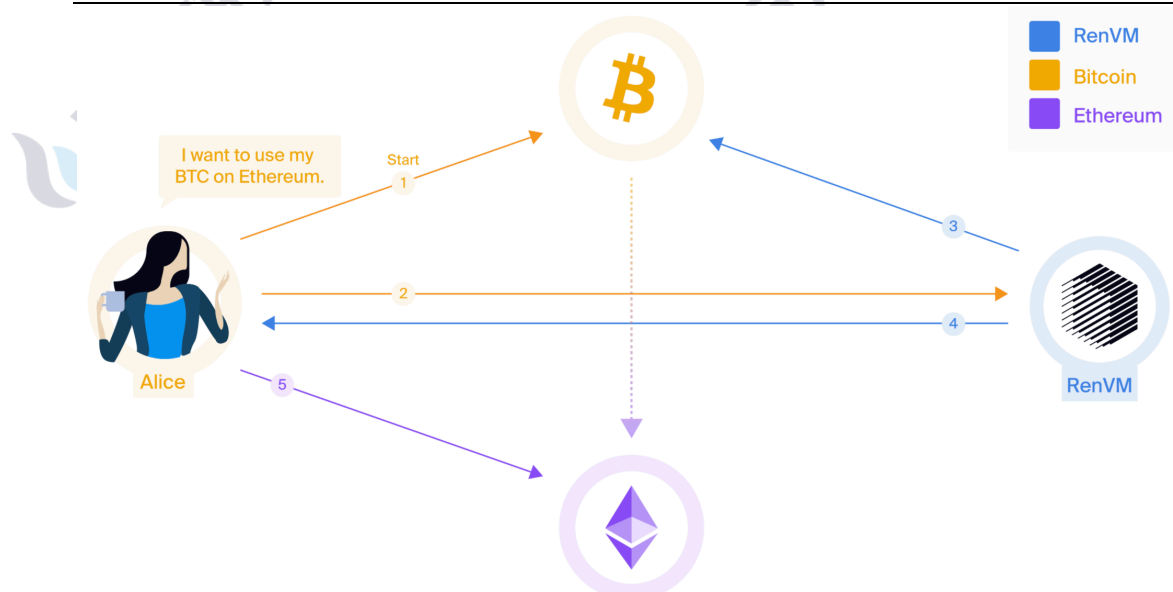 RenVM
Bitcoin
Ethereum
I want to use my
BTC on Ethereum.
Start
1
3
2
4
Alice
5
RenVM